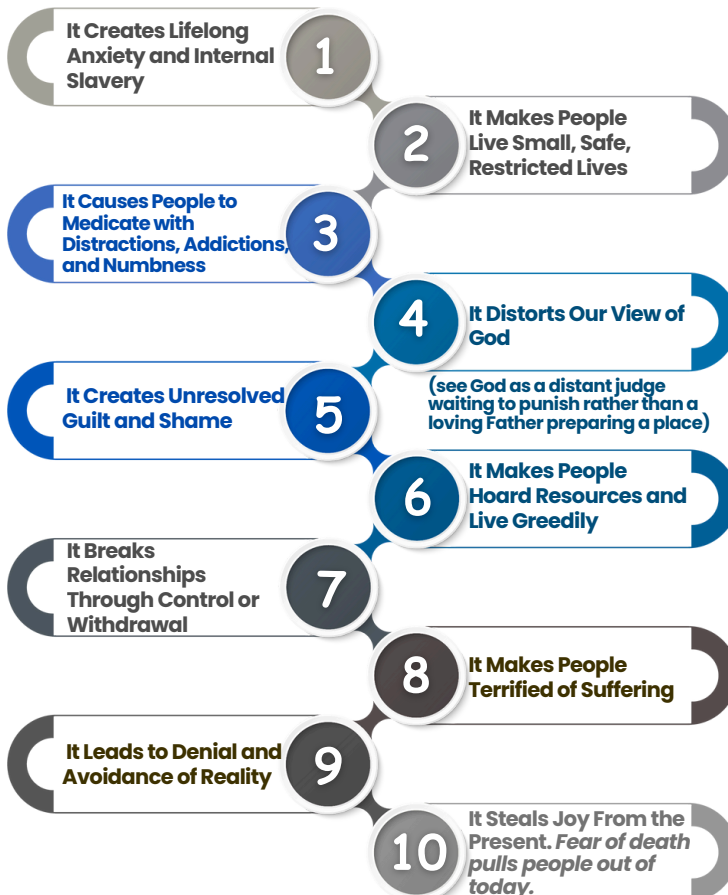 It Creates Lifelong
Anxiety and Internal
Slavery
1
2
It Makes People
Live Small, Safe,
Restricted Lives
It Causes People to
Medicate with
Distractions, Addictions,
and Numbness
3
4
It Distorts Our View of
God
(see God as a distant judge
waiting to punish rather than a
loving Father preparing a place)
It Creates Unresolved
Guilt and Shame
5
6
It Makes People
Hoard Resources and
Live Greedily
It Breaks
Relationships
Through Control or
Withdrawal
7
8
It Makes People
Terrified of Suffering
It Leads to Denial and
Avoidance of Reality
9
10
It Steals Joy From the
Present. Fear of death
pulls people out of
today.